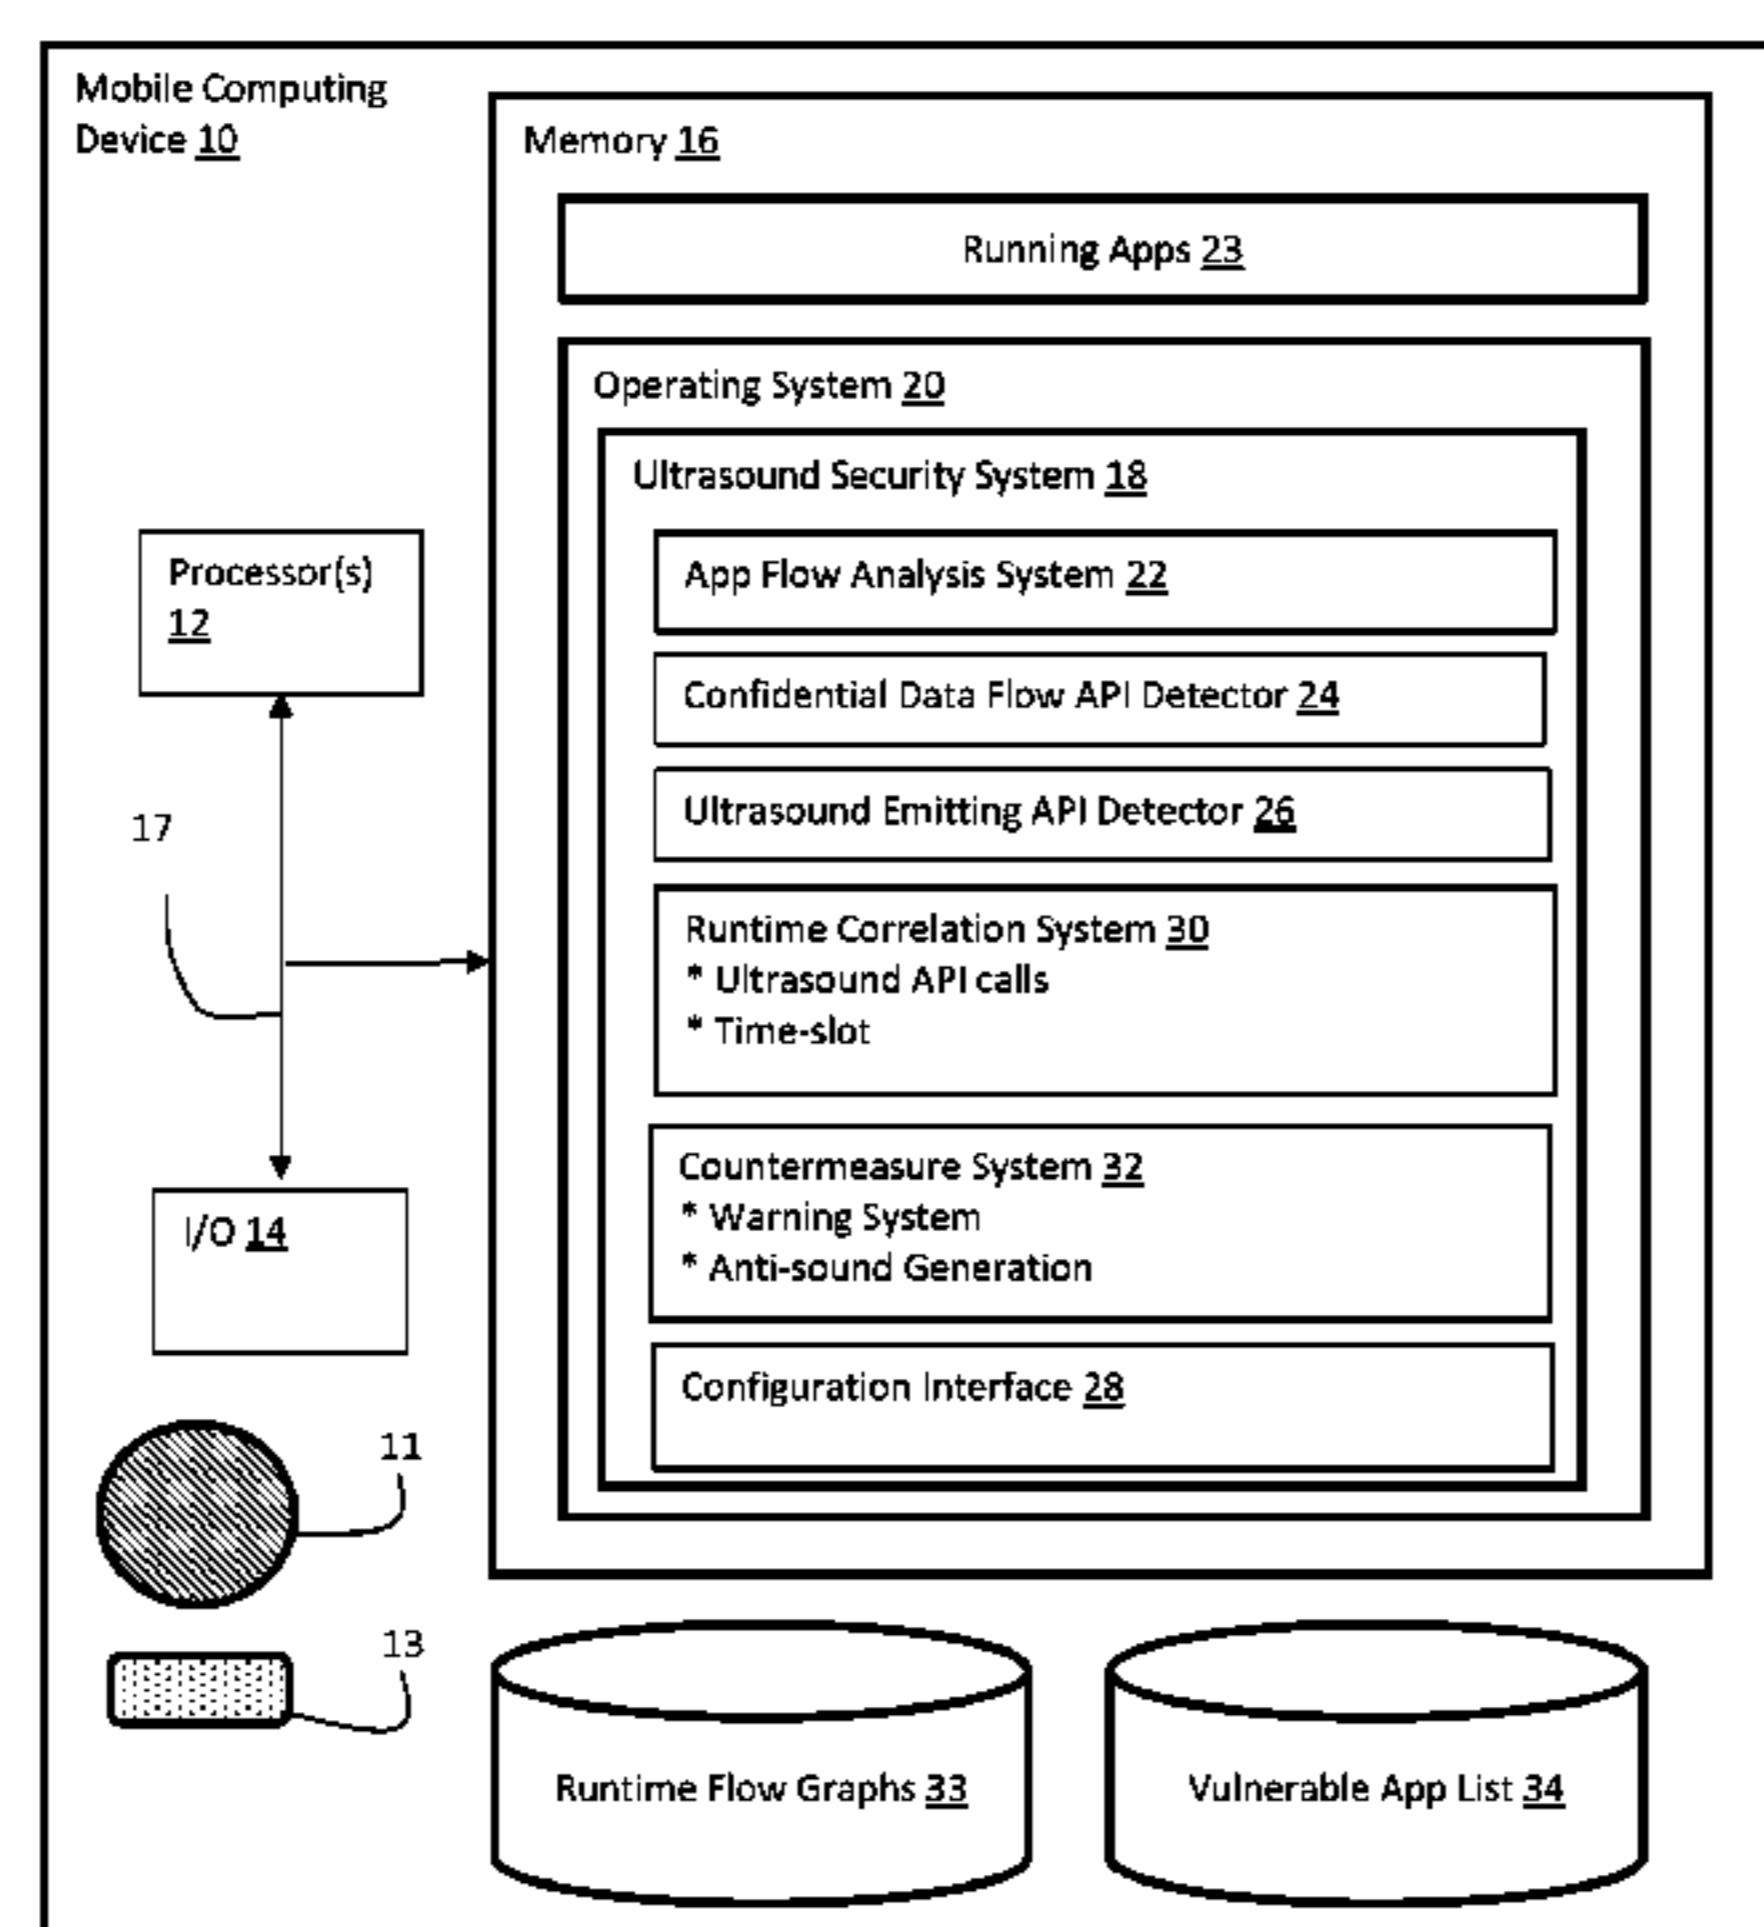 Mobile Computing
Device 10
Memory 16
Running Apps 23
Operating System 20
Ultrasound Security System 18
App Flow Analysis System 22
Confidential Data Flow API Detector 24
Ultrasound Emitting API Detector 26
Runtime Correlation System 30
* Ultrasound API calls
* Time-slot
Countermeasure System 32
* Warning System
* Anti-sound Generation
Configuration Interface 28
Processor(s)
12
17
I/O 14
11
13
Runtime Flow Graphs 33
Vulnerable App List 34